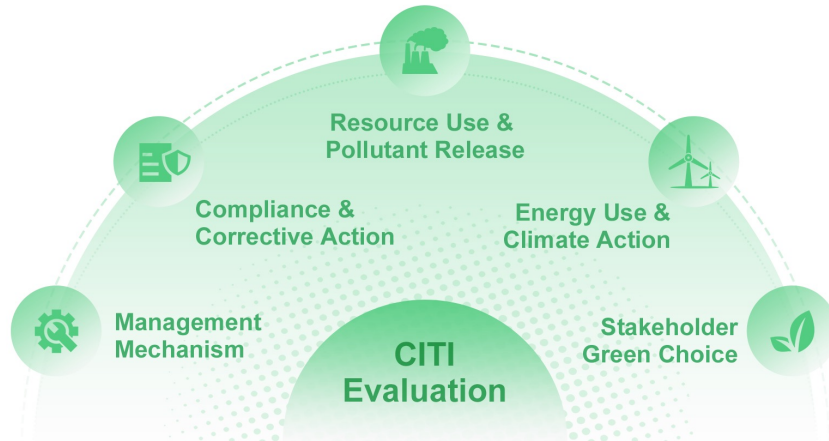 Resource Use &
Pollutant Release
Compliance &
Corrective Action
Energy Use &
Climate Action
Management
Mechanism
Stakeholder
Green Choice
CITI
Evaluation